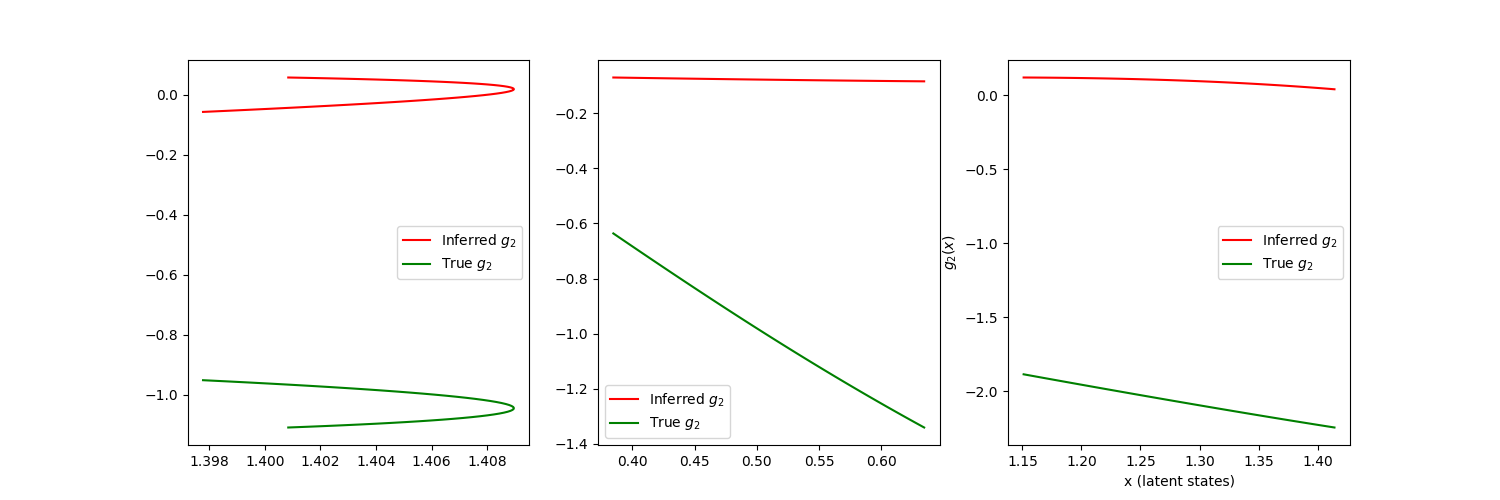 0.0
−0.2
−0.4
−0.6
−0.8
−1.0
Inferred g₂
True g₂
1.398 1.400 1.402 1.404 1.406 1.408
−0.2
−0.4
−0.6
−0.8
−1.0
−1.2
−1.4
Inferred g₂
True g₂
0.40 0.45 0.50 0.55 0.60
g₂(x)
0.0
−0.5
−1.0
−1.5
−2.0
Inferred g₂
True g₂
1.15 1.20 1.25 1.30 1.35 1.40
x (latent states)